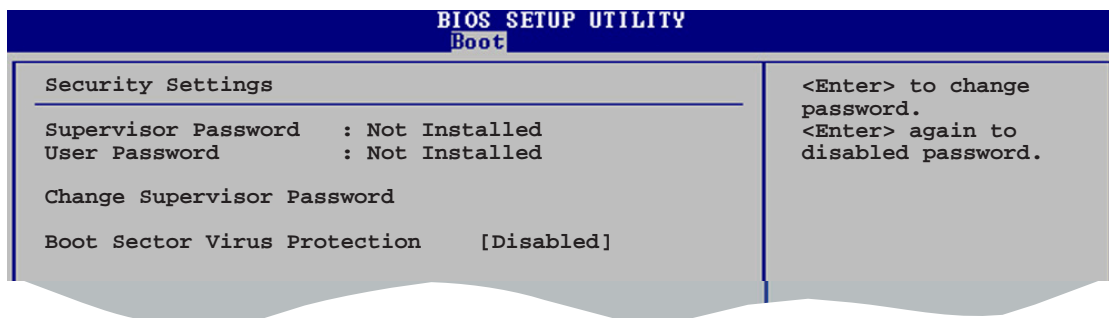 BIOS SETUP UTILITY
Boot
Security Settings
Supervisor Password : Not Installed
User Password : Not Installed
Change Supervisor Password
Boot Sector Virus Protection [Disabled]
<Enter> to change
password.
<Enter> again to
disabled password.